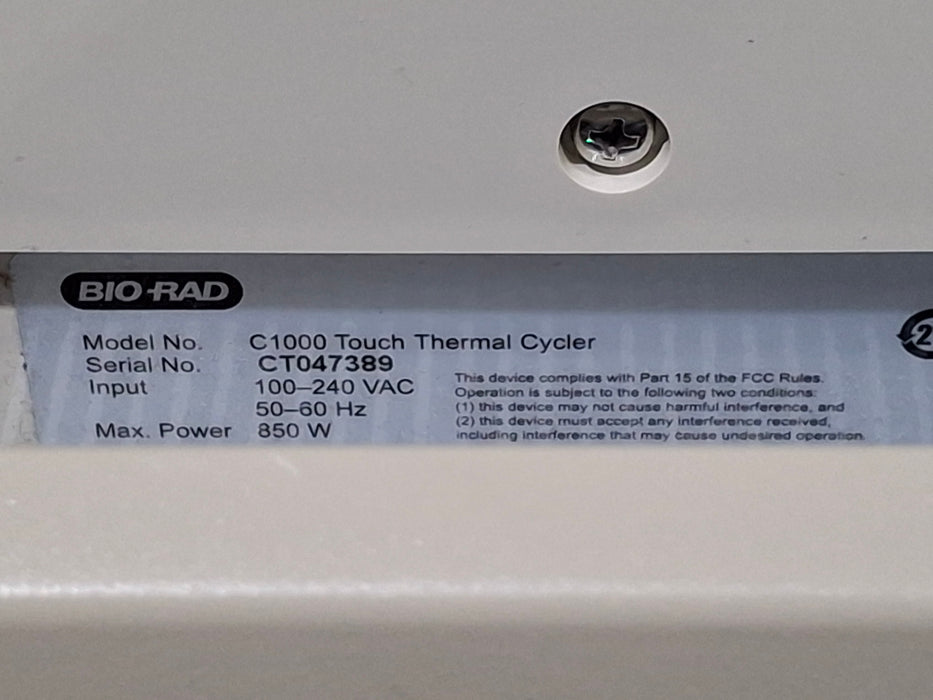 BIO-RAD
Model No. C1000 Touch Thermal Cycler
Serial No. CT047389
Input 100–240 VAC
50–60 Hz
Max. Power 850 W
This device complies with Part 15 of the FCC Rules.
Operation is subject to the following two conditions:
(1) this device may not cause harmful interference, and
(2) this device must accept any interference received,
including interference that may cause undesired operation.
2